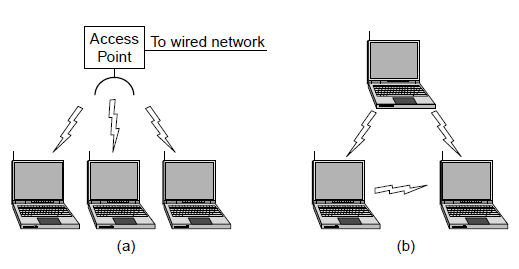 Access
Point
To wired network
(a)
(b)